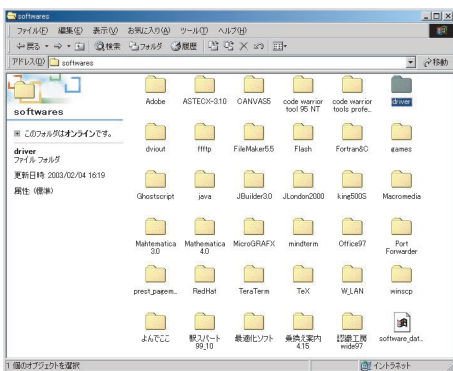 softwares
ファイル(F) 編集(E) 表示(V) お気に入り(A) ツール(T) ヘルプ(H)
戻る 検索 フォルダ 履歴
アドレス(D) softwares 移動
softwares
このフォルダはオンラインです。
driver
ファイル フォルダ
更新日時: 2003/02/04 16:19
属性: (標準)
Adobe ASTECX-3.10 CANVAS5 code warrior tool 95 NT code warrior tools profe... driver
dviout ffftp FileMaker5.5 Flash Fortran&C games
Ghostscript java JBuilder3.0 JLondon2000 king500S Macromedia
Mahtematica 3.0 Mathematica 4.0 MicroGRAFX mindterm Office97 Port Forwarder
prest_pagem... RedHat TeraTerm TeX W_LAN winscp
よんでここ 駅スパート 99_10 最適化ソフト 乗換え案内 4.15 認識工房 wide97 software_dat...
1 個のオブジェクトを選択 イントラネット